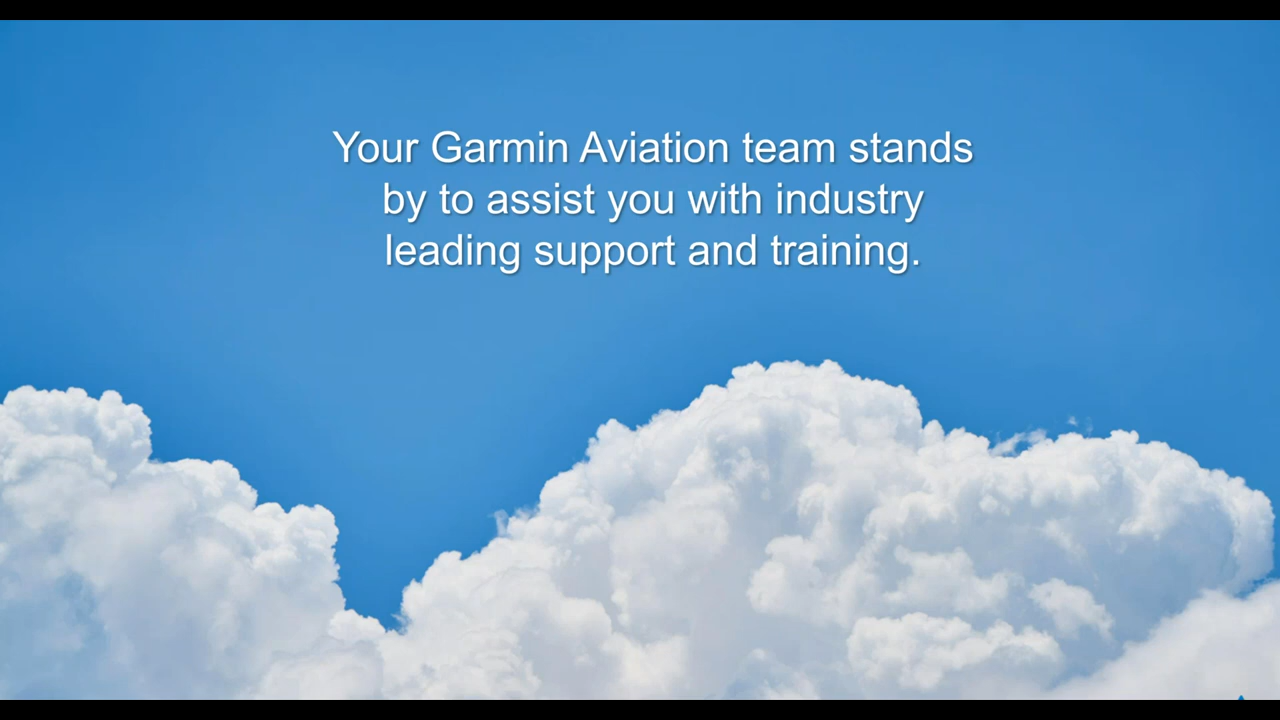 Your Garmin Aviation team stands
by to assist you with industry
leading support and training.